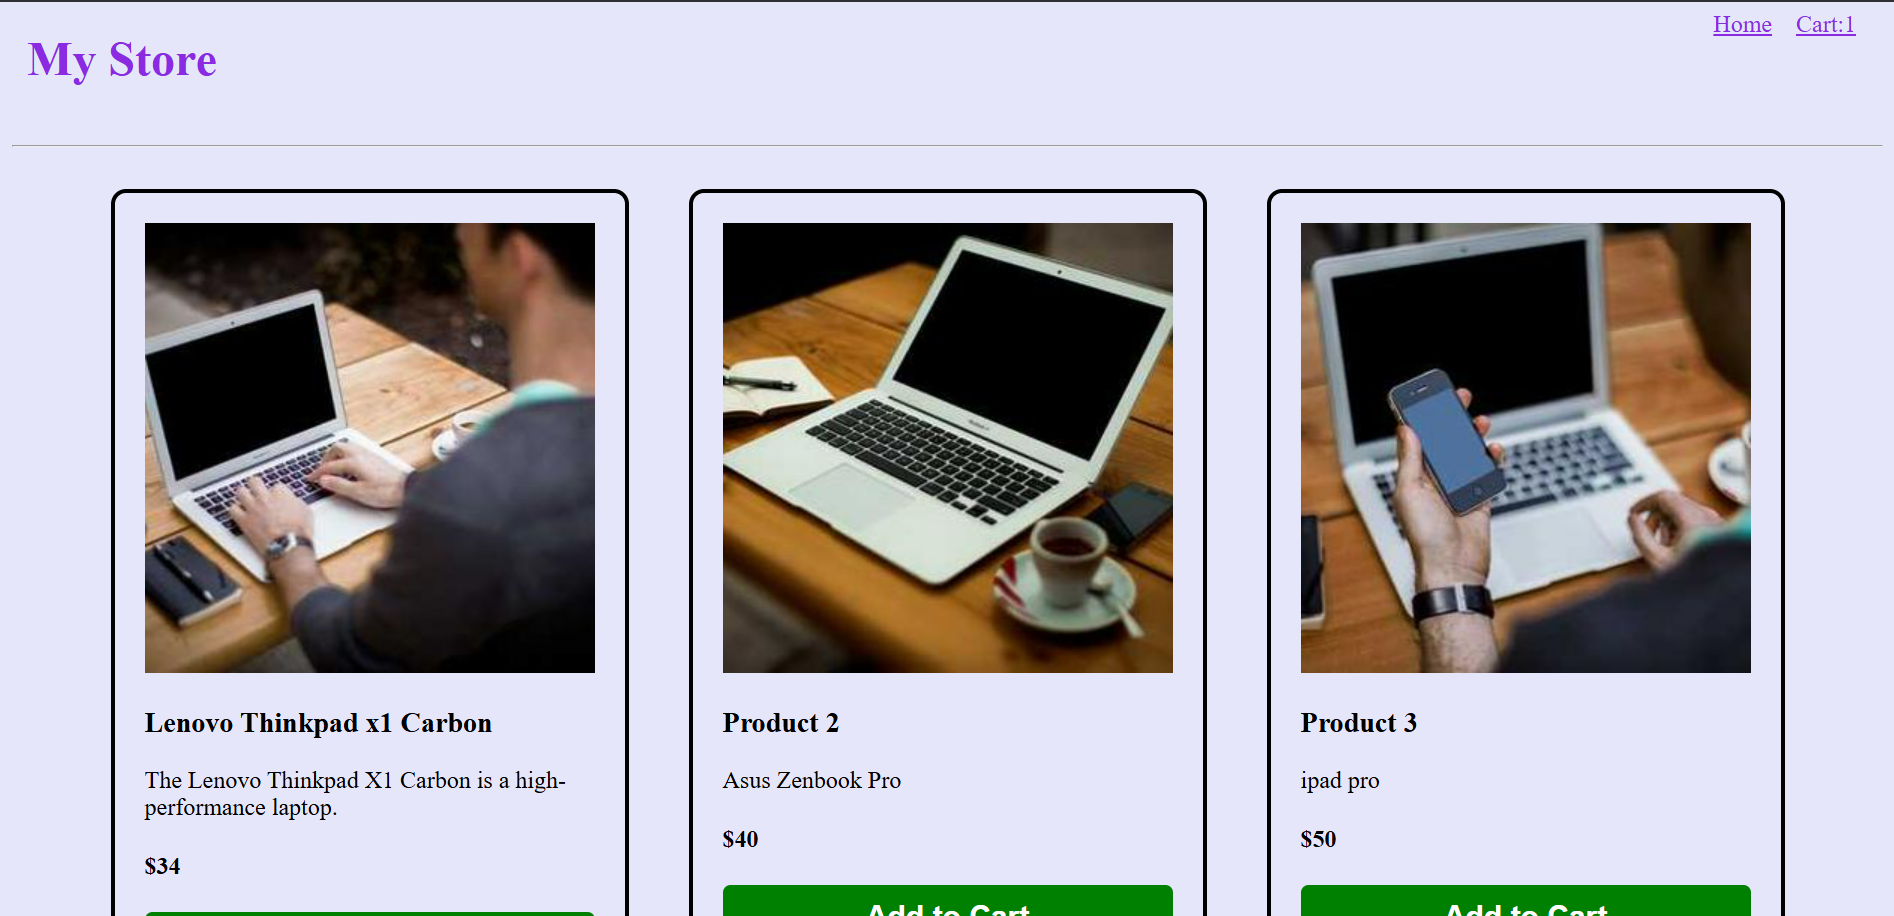 Home Cart:1
My Store
Lenovo Thinkpad x1 Carbon
The Lenovo Thinkpad X1 Carbon is a high-
performance laptop.
$34
Product 2
Asus Zenbook Pro
$40
Add to Cart
Product 3
ipad pro
$50
Add to Cart